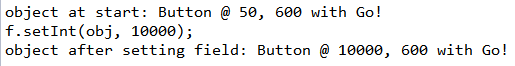 object at start: Button @ 50, 600 with Go!
f.setInt(obj, 10000);
object after setting field: Button @ 10000, 600 with Go!